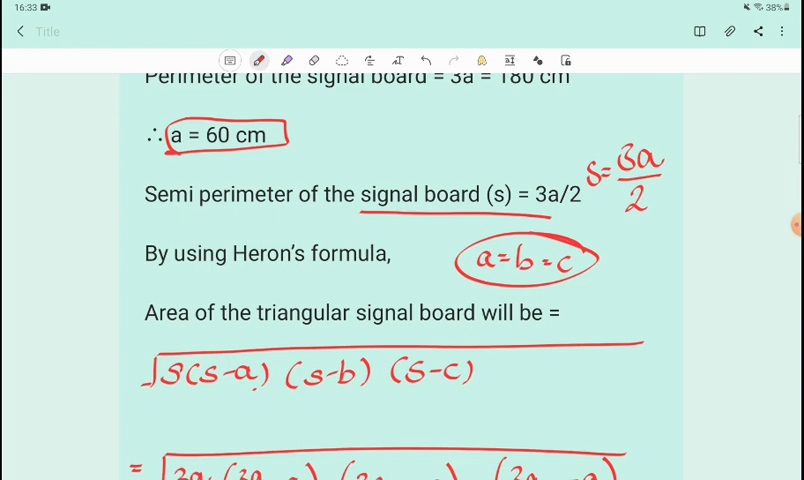 16:33 38%
Title
Perimeter of the signal board = 3a = 180 cm
∴ a = 60 cm
Semi perimeter of the signal board (s) = 3a/2 s = 3a/2
By using Heron's formula, a=b=c
Area of the triangular signal board will be =
√s(s-a) (s-b) (s-c)